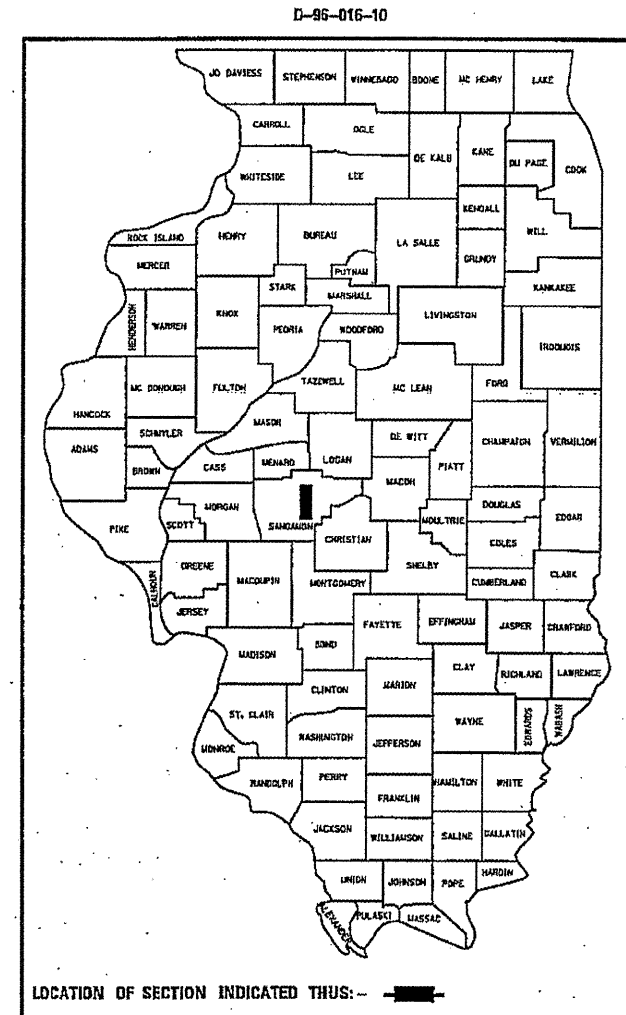 D-96-016-10
JO DAVIESS STEPHENSON WINNEBAGO BOONE MC HENRY LAKE
CARROLL OGLE DE KALB KANE DU PAGE COOK
WHITESIDE LEE
KENDALL WILL
ROCK ISLAND HENRY BUREAU LA SALLE GRUNDY
MERCER PUTNAM KANKAKEE
STARK MARSHALL
HENDERSON WARREN KNOX PEORIA WOODFORD LIVINGSTON IROQUOIS
TAZEWELL MC LEAN FORD
HANCOCK MC DONOUGH FULTON
MASON
ADAMS SCHUYLER DE WITT CHAMPAIGN VERMILION
BROWN CASS MENARD LOGAN PIATT
MACON
PIKE SCOTT MORGAN SANGAMON DOUGLAS EDGAR
MOULTRIE
CHRISTIAN COLES
CALHOUN GREENE SHELBY CLARK
MACOUPIN MONTGOMERY CUMBERLAND
JERSEY
FAYETTE EFFINGHAM JASPER CRAWFORD
MADISON BOND
CLAY RICHLAND LAWRENCE
CLINTON MARION
ST. CLAIR WAYNE EDWARDS WABASH
MONROE WASHINGTON JEFFERSON
RANDOLPH PERRY HAMILTON WHITE
FRANKLIN
JACKSON WILLIAMSON SALINE GALLATIN
UNION JOHNSON POPE HARDIN
ALEXANDER PULASKI MASSAC
LOCATION OF SECTION INDICATED THUS:-